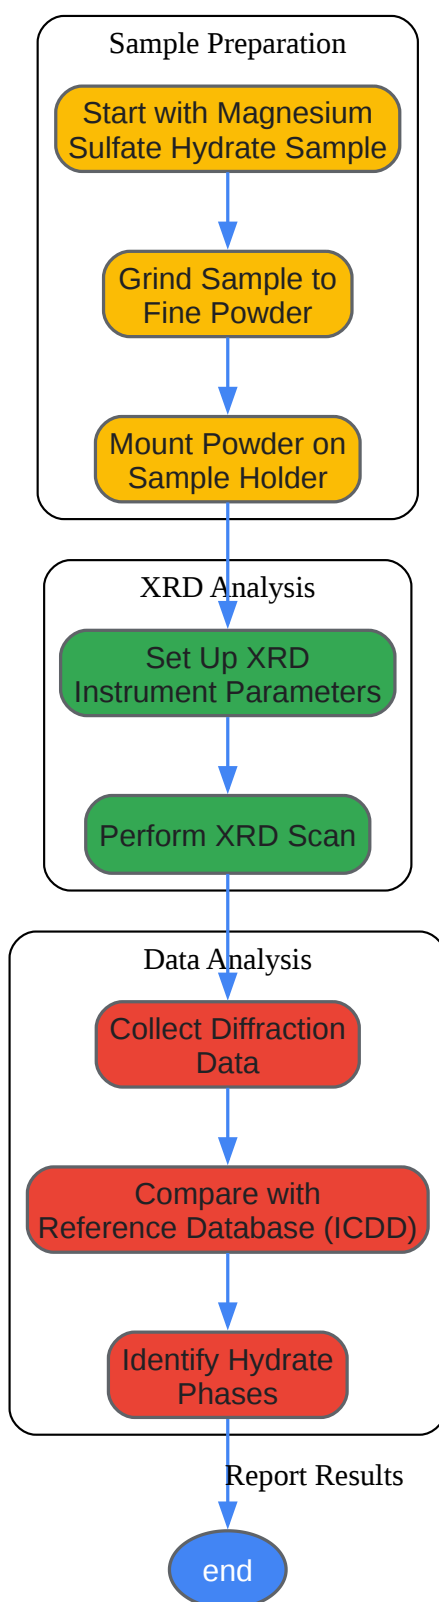 Sample Preparation
Start with Magnesium
Sulfate Hydrate Sample
Grind Sample to
Fine Powder
Mount Powder on
Sample Holder
XRD Analysis
Set Up XRD
Instrument Parameters
Perform XRD Scan
Data Analysis
Collect Diffraction
Data
Compare with
Reference Database (ICDD)
Identify Hydrate
Phases
Report Results
end